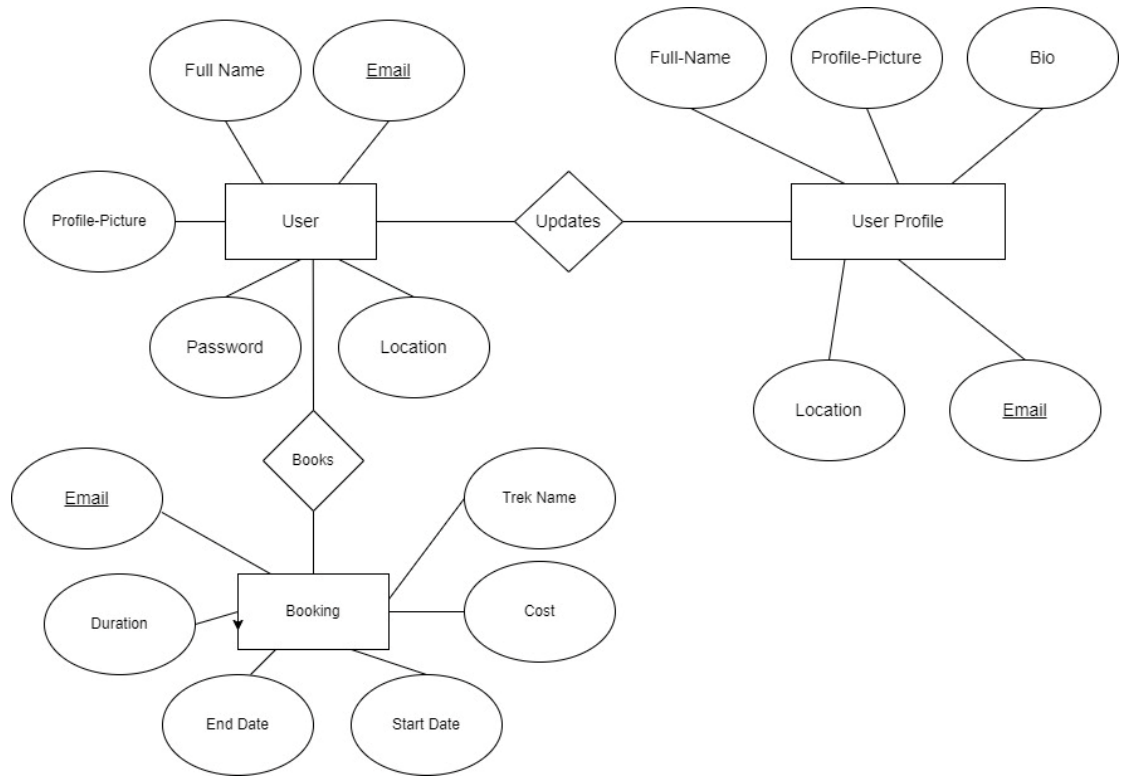 Full Name
Email
Full-Name
Profile-Picture
Bio
Profile-Picture
User
Updates
User Profile
Password
Location
Location
Email
Books
Email
Trek Name
Duration
Booking
Cost
End Date
Start Date